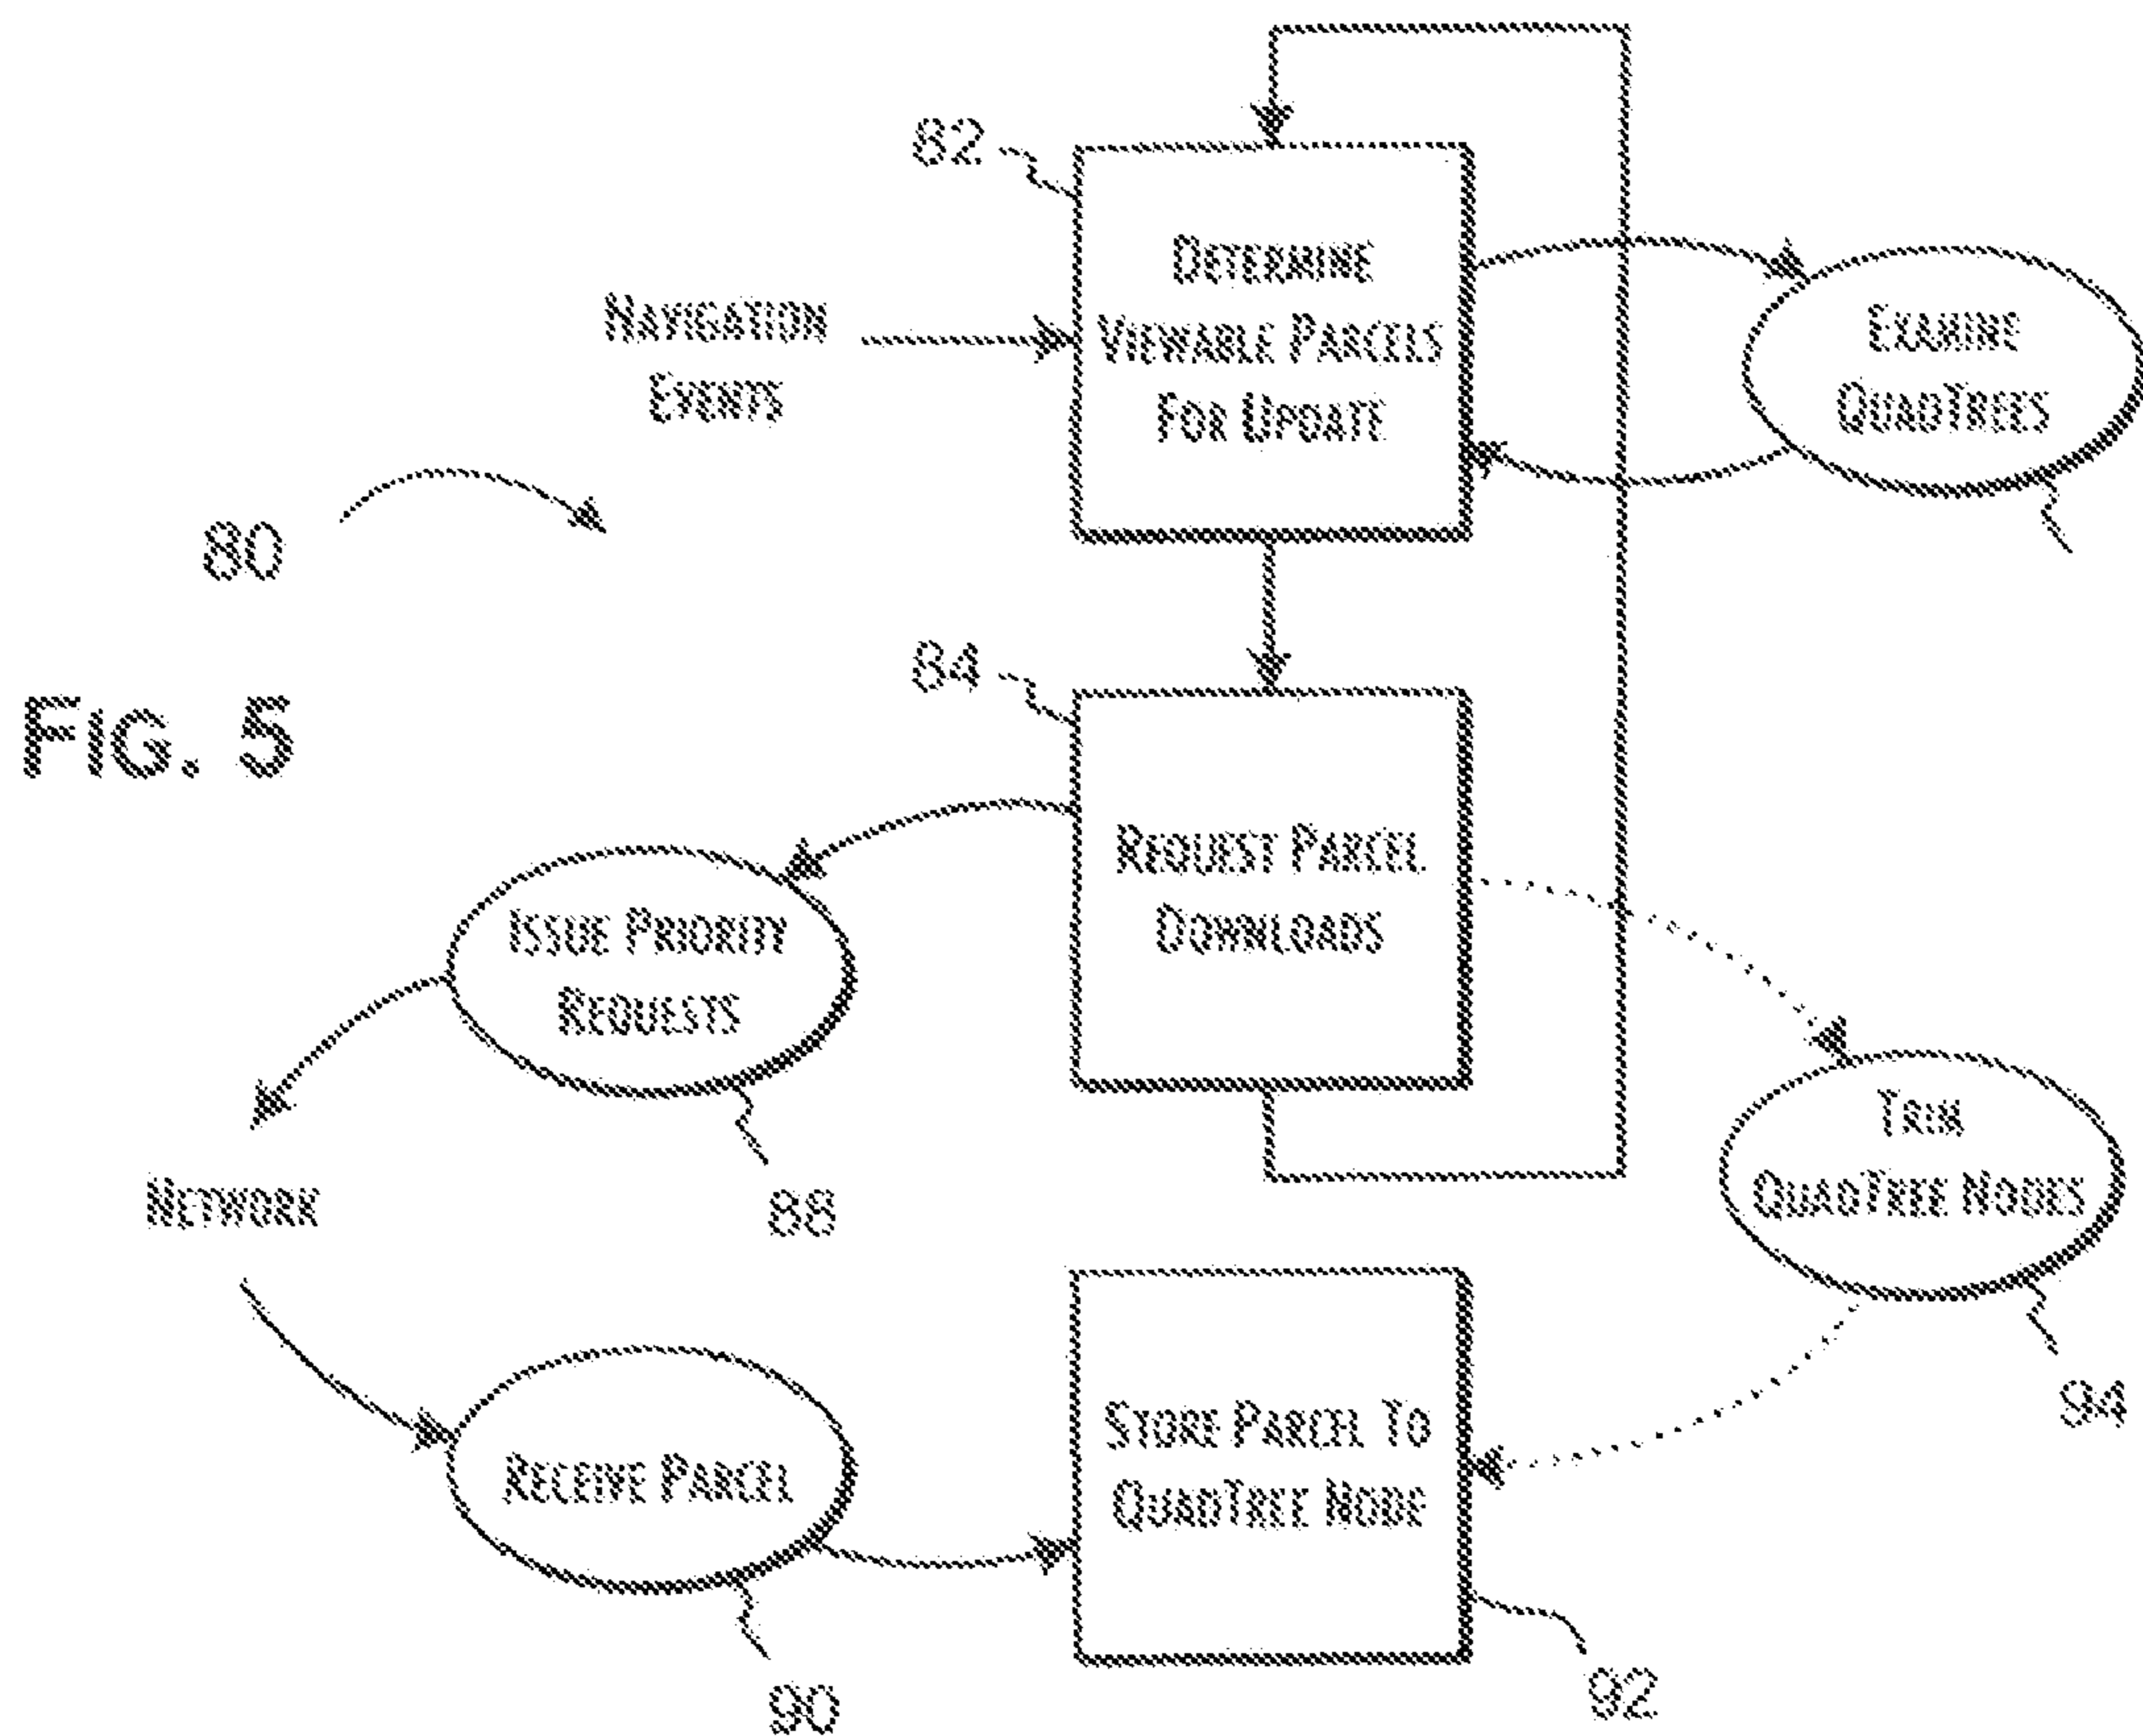 82
DETERMINE
VIEWABLE PARCELS
FOR UPDATE
NAVIGATION
EVENTS
EXAMINE
QUADTREES
80
84
FIG. 5
REQUEST PARCEL
DOWNLOADS
ISSUE PRIORITY
REQUESTS
88
NETWORK
TRIM
QUADTREE NODES
94
RECEIVE PARCEL
90
STORE PARCEL TO
QUADTREE NODE
92